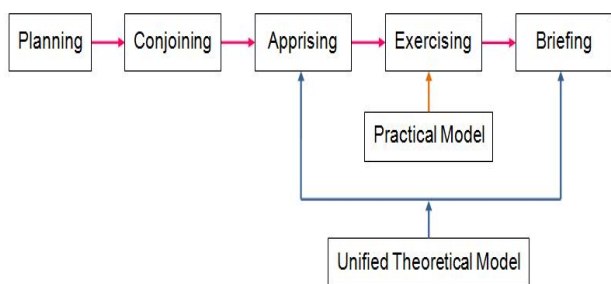 Planning
Conjoining
Apprising
Exercising
Briefing
Practical Model
Unified Theoretical Model